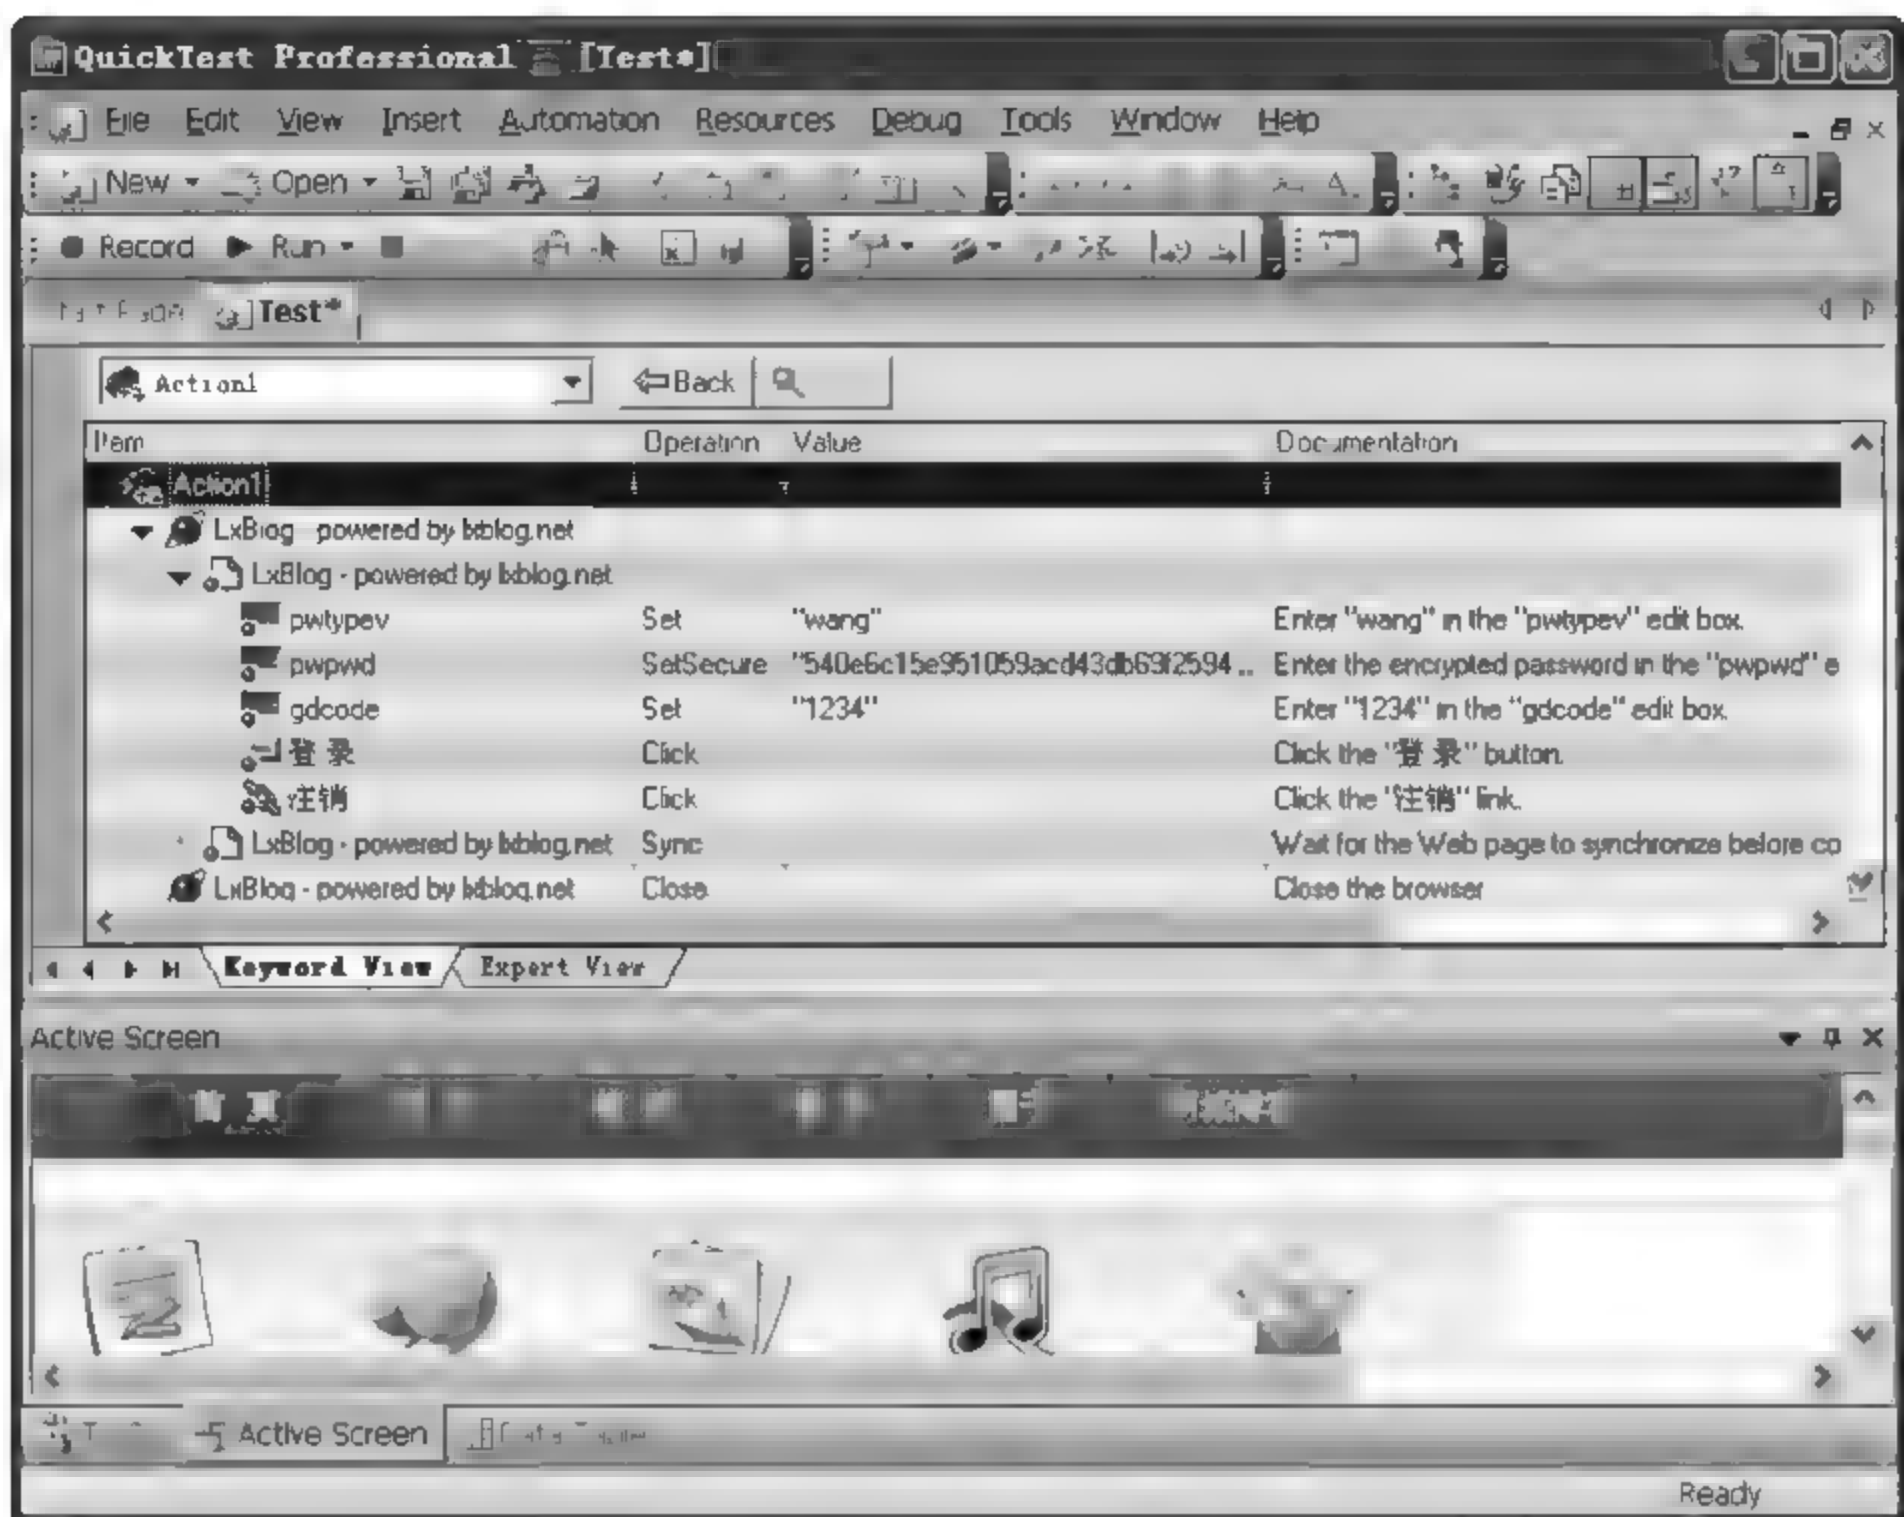 QuickTest Professional [Test*]
File Edit View Insert Automation Resources Debug Tools Window Help
New Open
Record Run
Test*
Action1 Back
Item Operation Value Documentation
Action1
LxBlog - powered by lxblog.net
LxBlog - powered by lxblog.net
pwtypev Set "wang" Enter "wang" in the "pwtypev" edit box.
pwpwd SetSecure "540e6c15e951059acd43db69f2594... Enter the encrypted password in the "pwpwd" e
gdcode Set "1234" Enter "1234" in the "gdcode" edit box.
登 录 Click Click the "登 录" button.
注销 Click Click the "注销" link.
LxBlog - powered by lxblog.net Sync Wait for the Web page to synchronize before co
LxBlog - powered by lxblog.net Close Close the browser
Keyword View Expert View
Active Screen
Active Screen
Ready